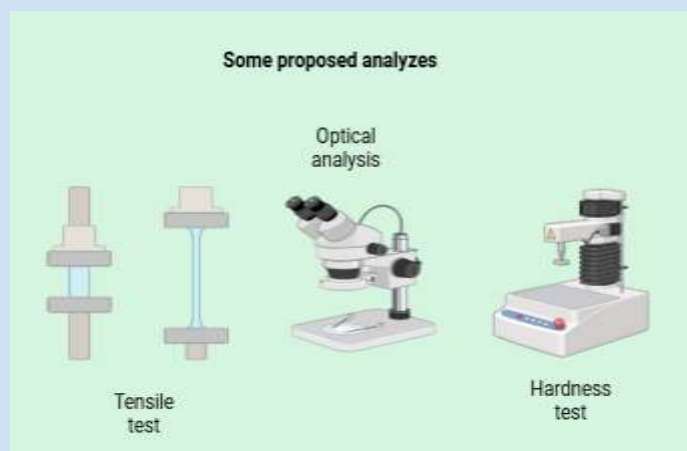 Some proposed analyzes
Optical
analysis
Tensile
test
Hardness
test